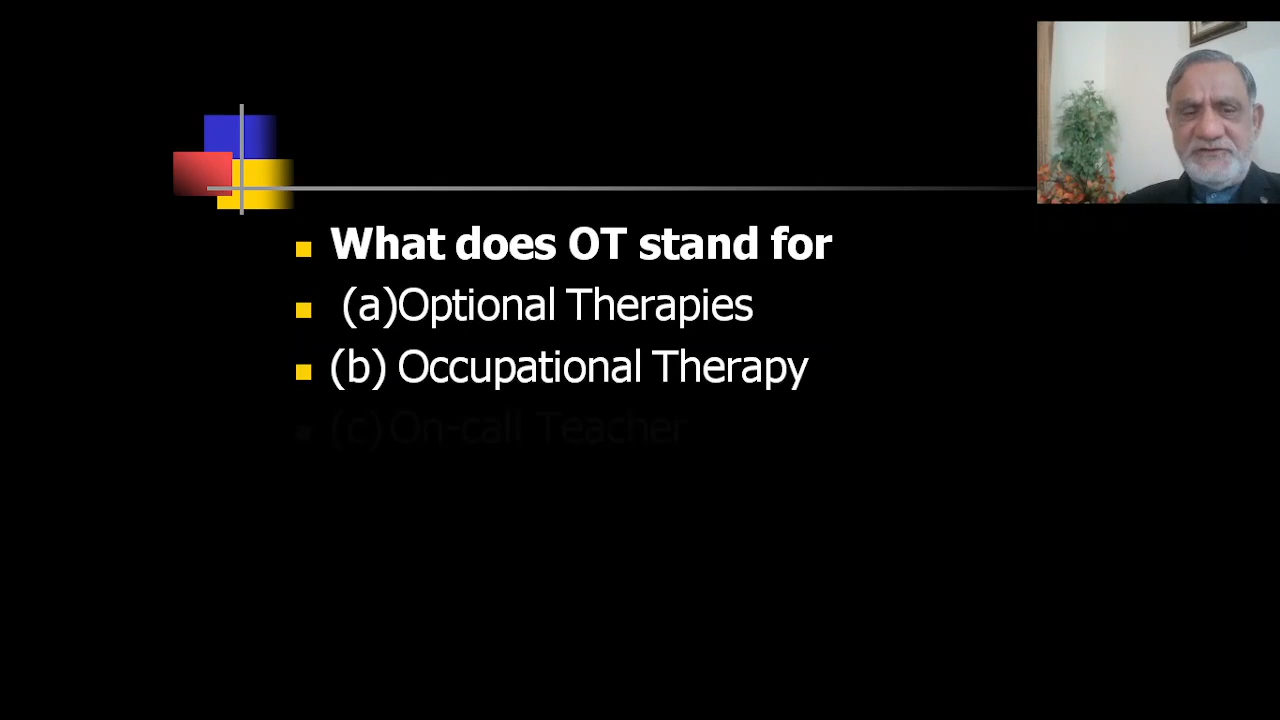 What does OT stand for
(a)Optional Therapies
(b) Occupational Therapy
(c) On-call Teacher